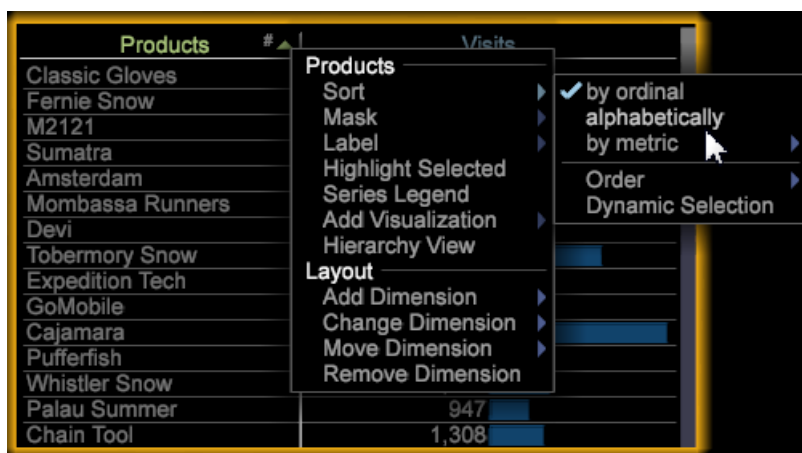 Products # Visits
Classic Gloves
Fernie Snow
M2121
Sumatra
Amsterdam
Mombassa Runners
Devi
Tobermory Snow
Expedition Tech
GoMobile
Cajamara
Pufferfish
Whistler Snow
Palau Summer 947
Chain Tool 1,308
Products
Sort
Mask
Label
Highlight Selected
Series Legend
Add Visualization
Hierarchy View
Layout
Add Dimension
Change Dimension
Move Dimension
Remove Dimension
by ordinal
alphabetically
by metric
Order
Dynamic Selection